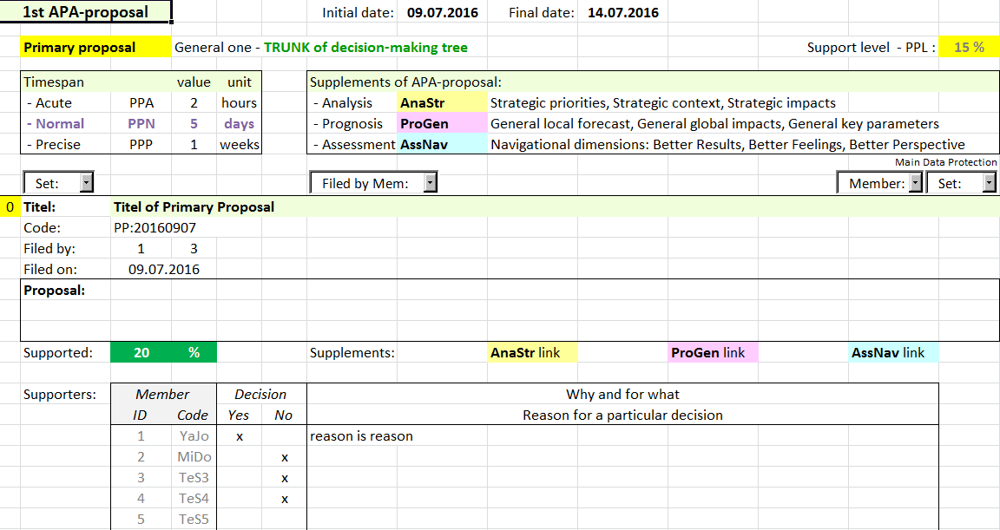 1st APA-proposal Initial date: 09.07.2016 Final date: 14.07.2016
Primary proposal General one - TRUNK of decision-making tree Support level - PPL : 15 %
Timespan value unit Supplements of APA-proposal:
- Acute PPA 2 hours - Analysis AnaStr Strategic priorities, Strategic context, Strategic impacts
- Normal PPN 5 days - Prognosis ProGen General local forecast, General global impacts, General key parameters
- Precise PPP 1 weeks - Assessment AssNav Navigational dimensions: Better Results, Better Feelings, Better Perspective
Main Data Protection
Set: Filed by Mem: Member: Set:
0 Titel: Titel of Primary Proposal
Code: PP:20160907
Filed by: 1 3
Filed on: 09.07.2016
Proposal:
Supported: 20 % Supplements: AnaStr link ProGen link AssNav link
Supporters: Member Decision Why and for what
ID Code Yes No Reason for a particular decision
1 YaJo x reason is reason
2 MiDo x
3 TeS3 x
4 TeS4 x
5 TeS5